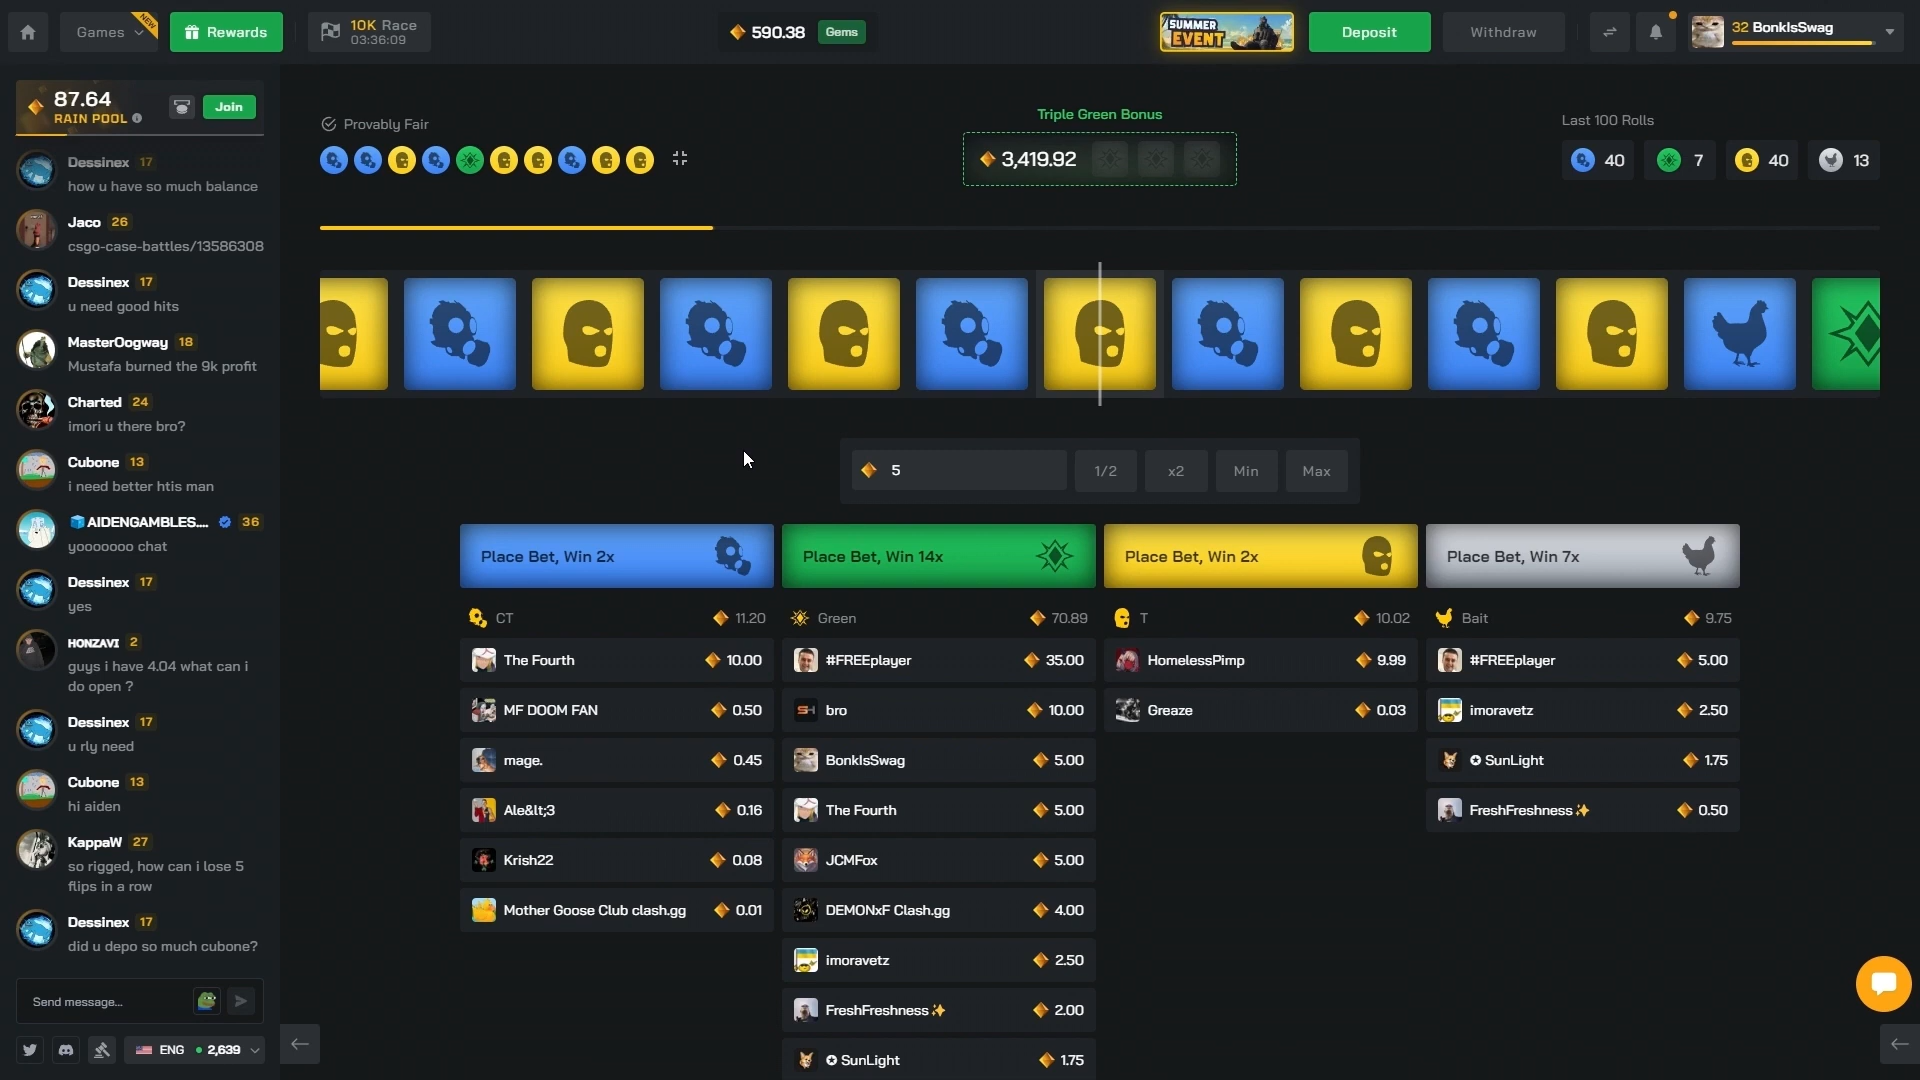 Games
NEW
Rewards
10K Race
03:36:09
590.38
Gems
SUMMER
EVENT
Deposit
Withdraw
32 BonkIsSwag
87.64
RAIN POOL
Join
Dessinex 17
how u have so much balance
Jaco 26
csgo-case-battles/13586308
Dessinex 17
u need good hits
MasterOogway 18
Mustafa burned the 9k profit
Charted 24
imori u there bro?
Cubone 13
i need better htis man
AIDENGAMBLES.... 36
yooooooo chat
Dessinex 17
yes
HONZAVI 2
guys i have 4.04 what can i
do open ?
Dessinex 17
u rly need
Cubone 13
hi aiden
KappaW 27
so rigged, how can i lose 5
flips in a row
Dessinex 17
did u depo so much cubone?
Send message...
ENG 2,639
Provably Fair
Triple Green Bonus
3,419.92
Last 100 Rolls
40
7
40
13
5
1/2
x2
Min
Max
Place Bet, Win 2x
Place Bet, Win 14x
Place Bet, Win 2x
Place Bet, Win 7x
CT 11.20
The Fourth 10.00
MF DOOM FAN 0.50
mage. 0.45
Ale&lt;3 0.16
Krish22 0.08
Mother Goose Club clash.gg 0.01
Green 70.89
#FREEplayer 35.00
bro 10.00
BonkIsSwag 5.00
The Fourth 5.00
JCMFox 5.00
DEMONxF Clash.gg 4.00
imoravetz 2.50
FreshFreshness✨ 2.00
✪ SunLight 1.75
T 10.02
HomelessPimp 9.99
Greaze 0.03
Bait 9.75
#FREEplayer 5.00
imoravetz 2.50
✪ SunLight 1.75
FreshFreshness✨ 0.50